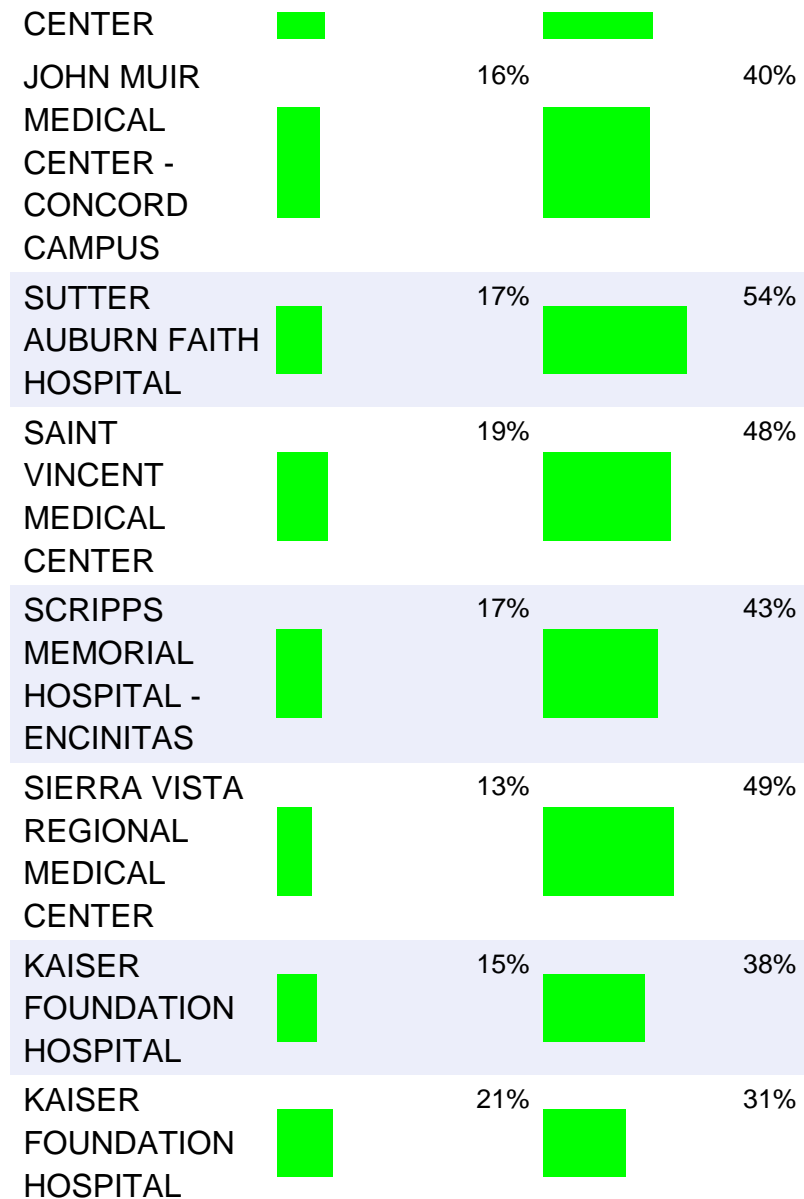 CENTER
JOHN MUIR 16% 40%
MEDICAL
CENTER -
CONCORD
CAMPUS
SUTTER 17% 54%
AUBURN FAITH
HOSPITAL
SAINT 19% 48%
VINCENT
MEDICAL
CENTER
SCRIPPS 17% 43%
MEMORIAL
HOSPITAL -
ENCINITAS
SIERRA VISTA 13% 49%
REGIONAL
MEDICAL
CENTER
KAISER 15% 38%
FOUNDATION
HOSPITAL
KAISER 21% 31%
FOUNDATION
HOSPITAL